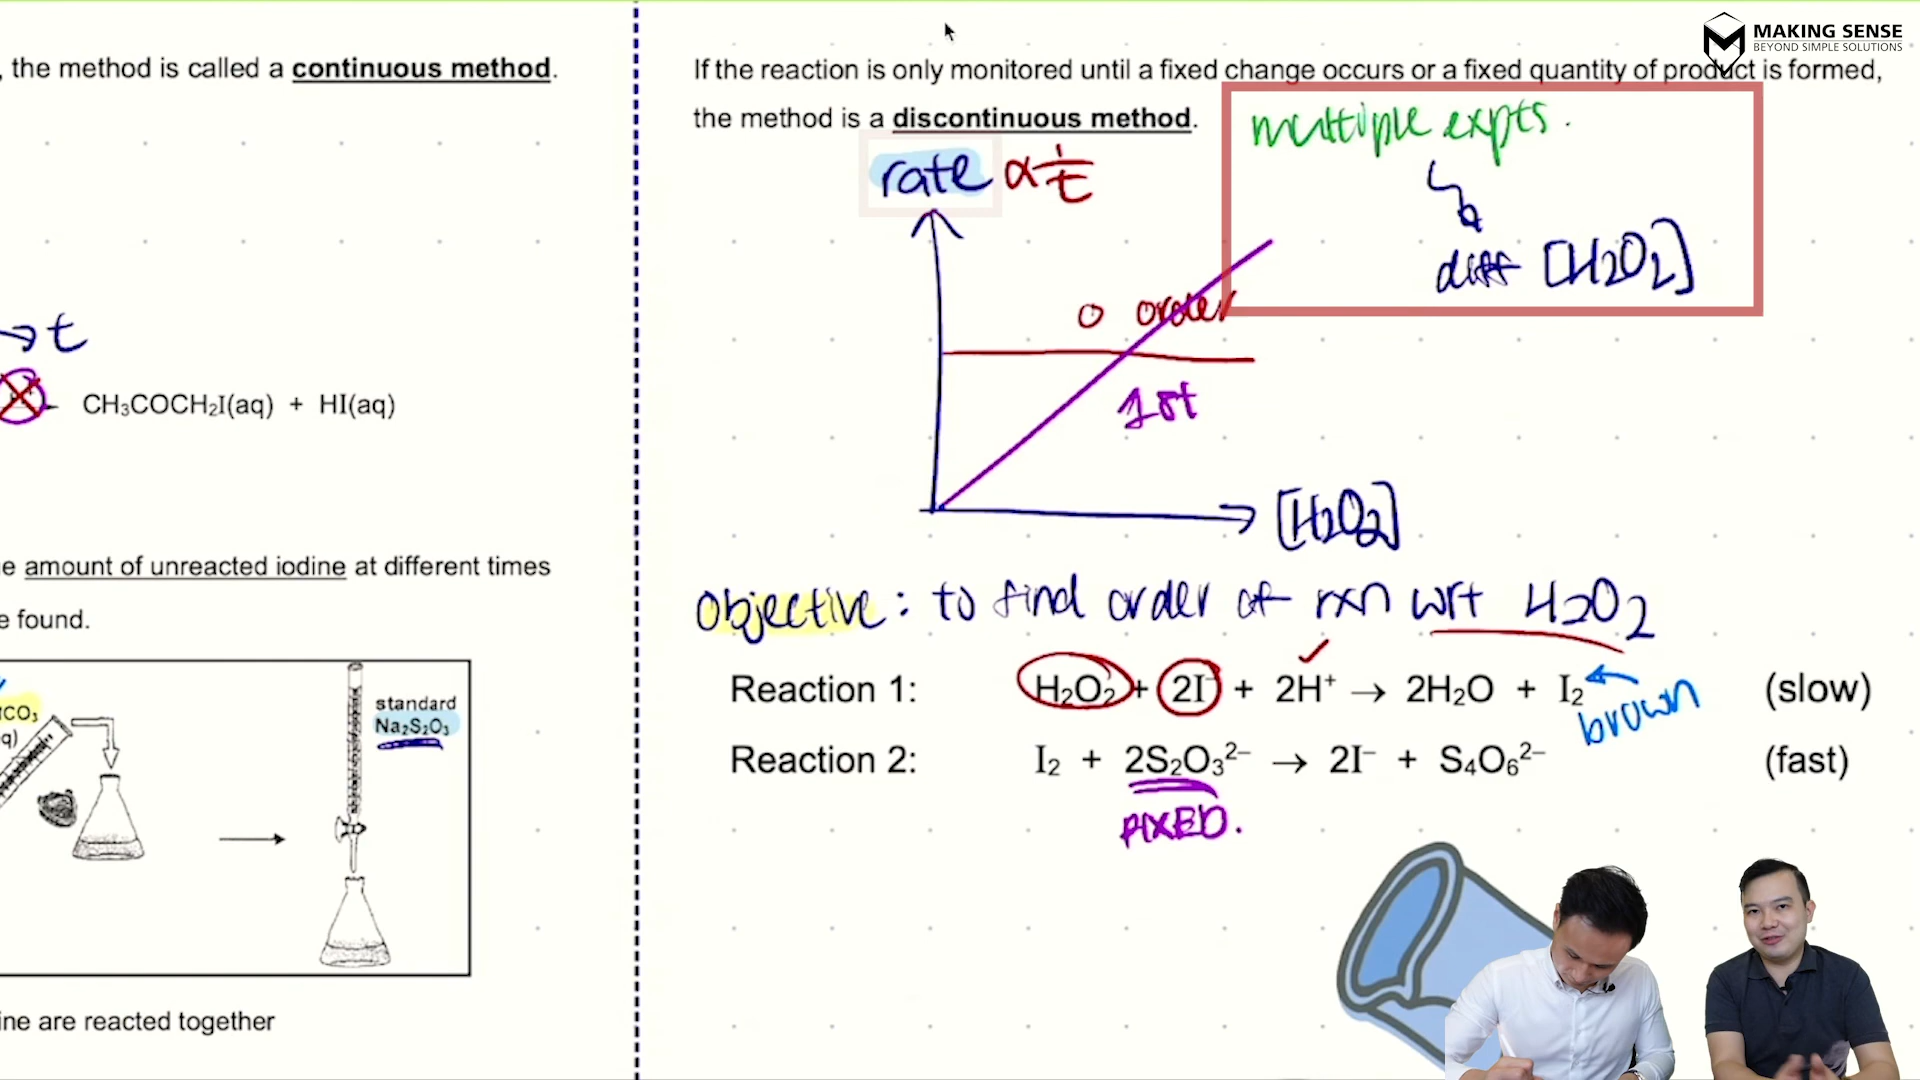 MAKING SENSE
BEYOND SIMPLE SOLUTIONS
, the method is called a continuous method.
→ t
CH₃COCH₂I(aq) + HI(aq)
e amount of unreacted iodine at different times
e found.
CO₃
q)
standard
Na₂S₂O₃
ine are reacted together
If the reaction is only monitored until a fixed change occurs or a fixed quantity of product is formed,
the method is a discontinuous method.
multiple expts.
diff [H₂O₂]
rate ∝ 1/t
0 order
1st
[H₂O₂]
Objective: to find order of rxn wrt H₂O₂
Reaction 1: H₂O₂ + 2I⁻ + 2H⁺ → 2H₂O + I₂ (slow)
brown
Reaction 2: I₂ + 2S₂O₃²⁻ → 2I⁻ + S₄O₆²⁻ (fast)
FIXED.